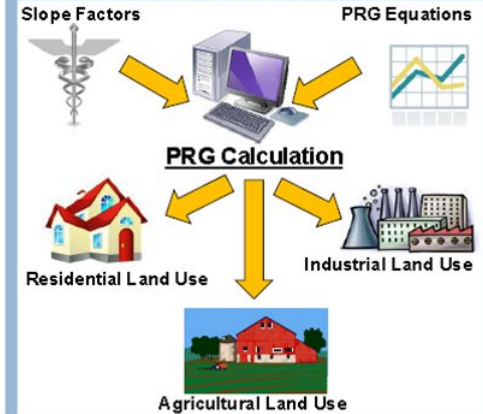 Slope Factors
PRG Equations
PRG Calculation
Residential Land Use
Industrial Land Use
Agricultural Land Use